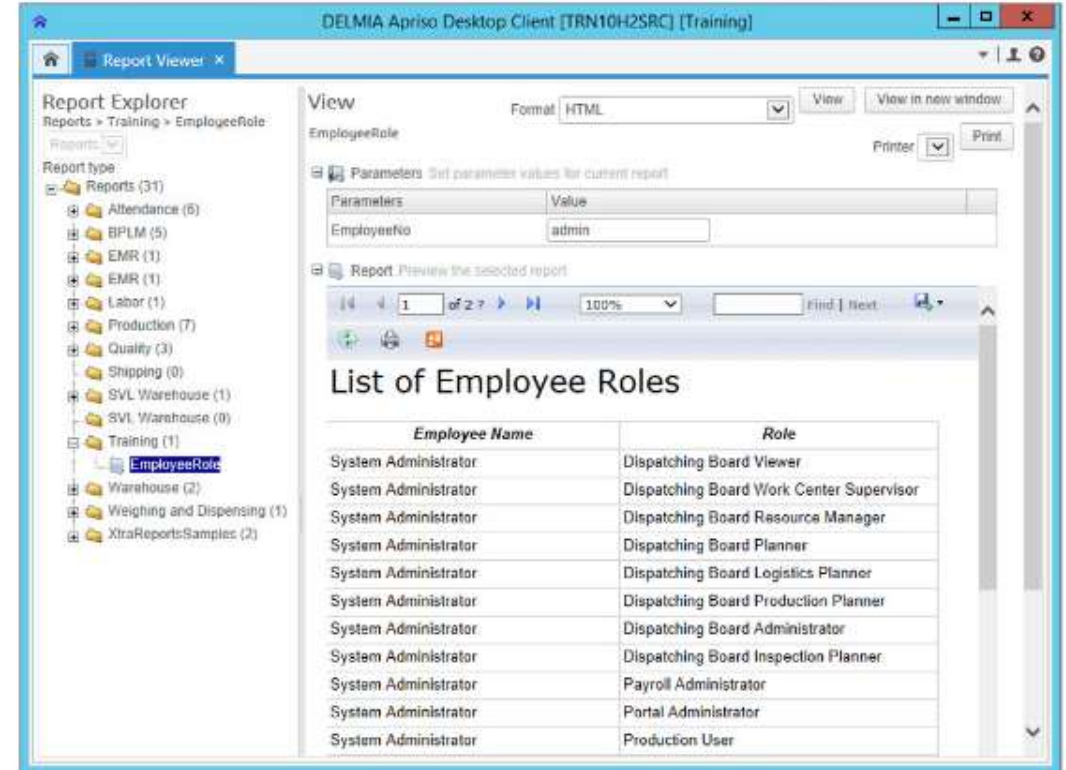 DELMIA Apriso Desktop Client [TRN10H2SRC] [Training]
Report Viewer ×
Report Explorer
Reports > Training > EmployeeRole
Reports
Report type
Reports (31)
Attendance (6)
BPLM (5)
EMR (1)
EMR (1)
Labor (1)
Production (7)
Quality (3)
Shipping (0)
SVL Warehouse (1)
SVL Warehouse (0)
Training (1)
EmployeeRole
Warehouse (2)
Weighing and Dispensing (1)
XtraReportsSamples (2)
View
Format HTML View View in new window
EmployeeRole
Printer Print
Parameters Set parameter values for current report
Parameters Value
EmployeeNo admin
Report Preview the selected report
1 of 2 ? 100% Find | Next
List of Employee Roles
Employee Name Role
System Administrator Dispatching Board Viewer
System Administrator Dispatching Board Work Center Supervisor
System Administrator Dispatching Board Resource Manager
System Administrator Dispatching Board Planner
System Administrator Dispatching Board Logistics Planner
System Administrator Dispatching Board Production Planner
System Administrator Dispatching Board Administrator
System Administrator Dispatching Board Inspection Planner
System Administrator Payroll Administrator
System Administrator Portal Administrator
System Administrator Production User